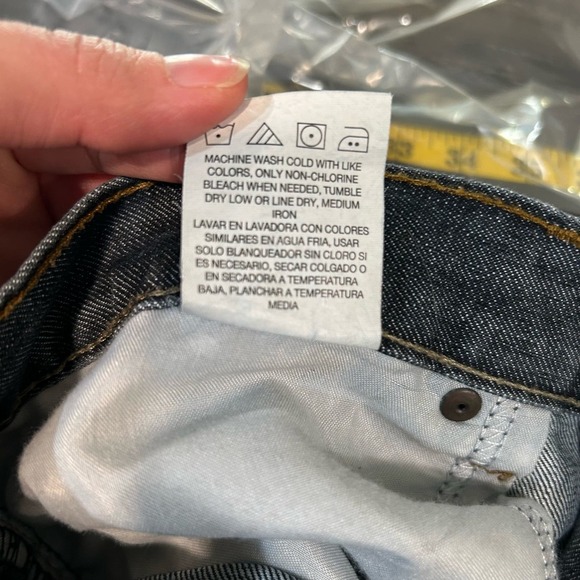 MACHINE WASH COLD WITH LIKE
COLORS, ONLY NON-CHLORINE
BLEACH WHEN NEEDED, TUMBLE
DRY LOW OR LINE DRY, MEDIUM
IRON
LAVAR EN LAVADORA CON COLORES
SIMILARES EN AGUA FRIA, USAR
SOLO BLANQUEADOR SIN CLORO SI
ES NECESARIO, SECAR COLGADO O
EN SECADORA A TEMPERATURA
BAJA, PLANCHAR A TEMPERATURA
MEDIA
34